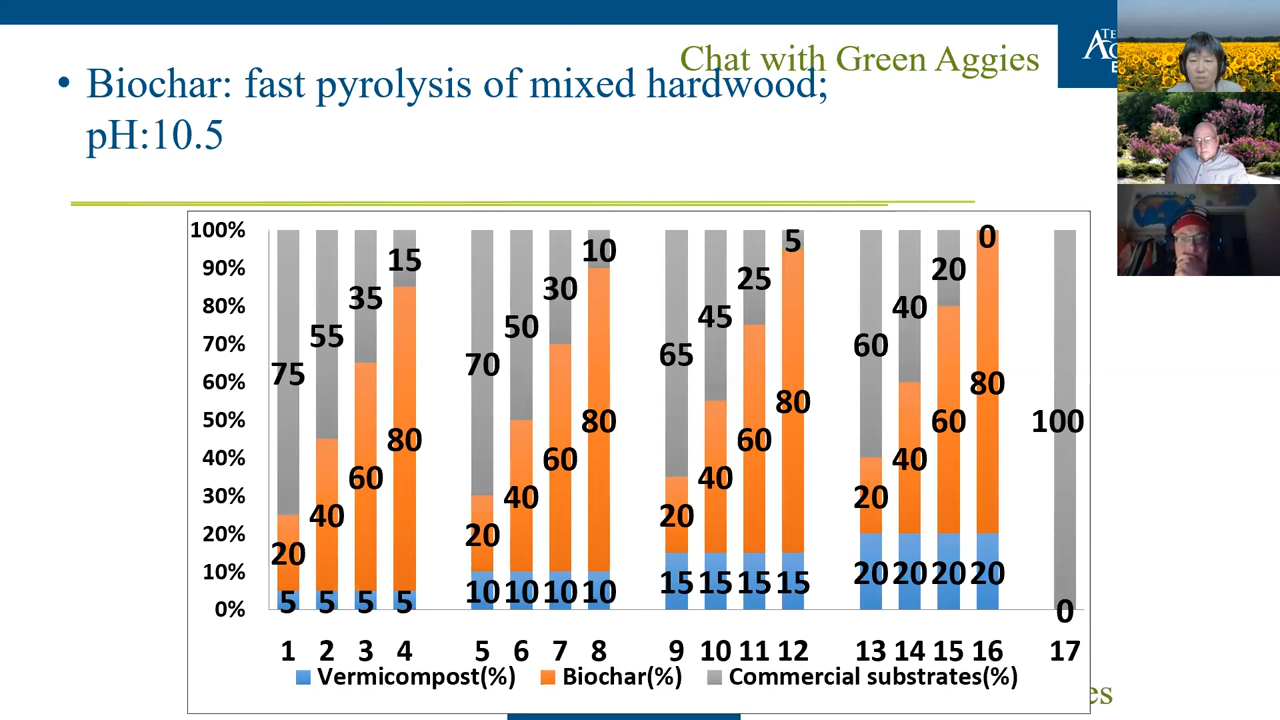 Chat with Green Aggies
• Biochar: fast pyrolysis of mixed hardwood;
pH:10.5
100%
90%
80%
70%
60%
50%
40%
30%
20%
10%
0%
75 55 35 15 70 50 30 10 65 45 25 5 60 40 20 0 100
20 40 60 80 20 40 60 80 20 40 60 80 20 40 60 80
5 5 5 5 10 10 10 10 15 15 15 15 20 20 20 20 0
1 2 3 4 5 6 7 8 9 10 11 12 13 14 15 16 17
Vermicompost(%) Biochar(%) Commercial substrates(%)